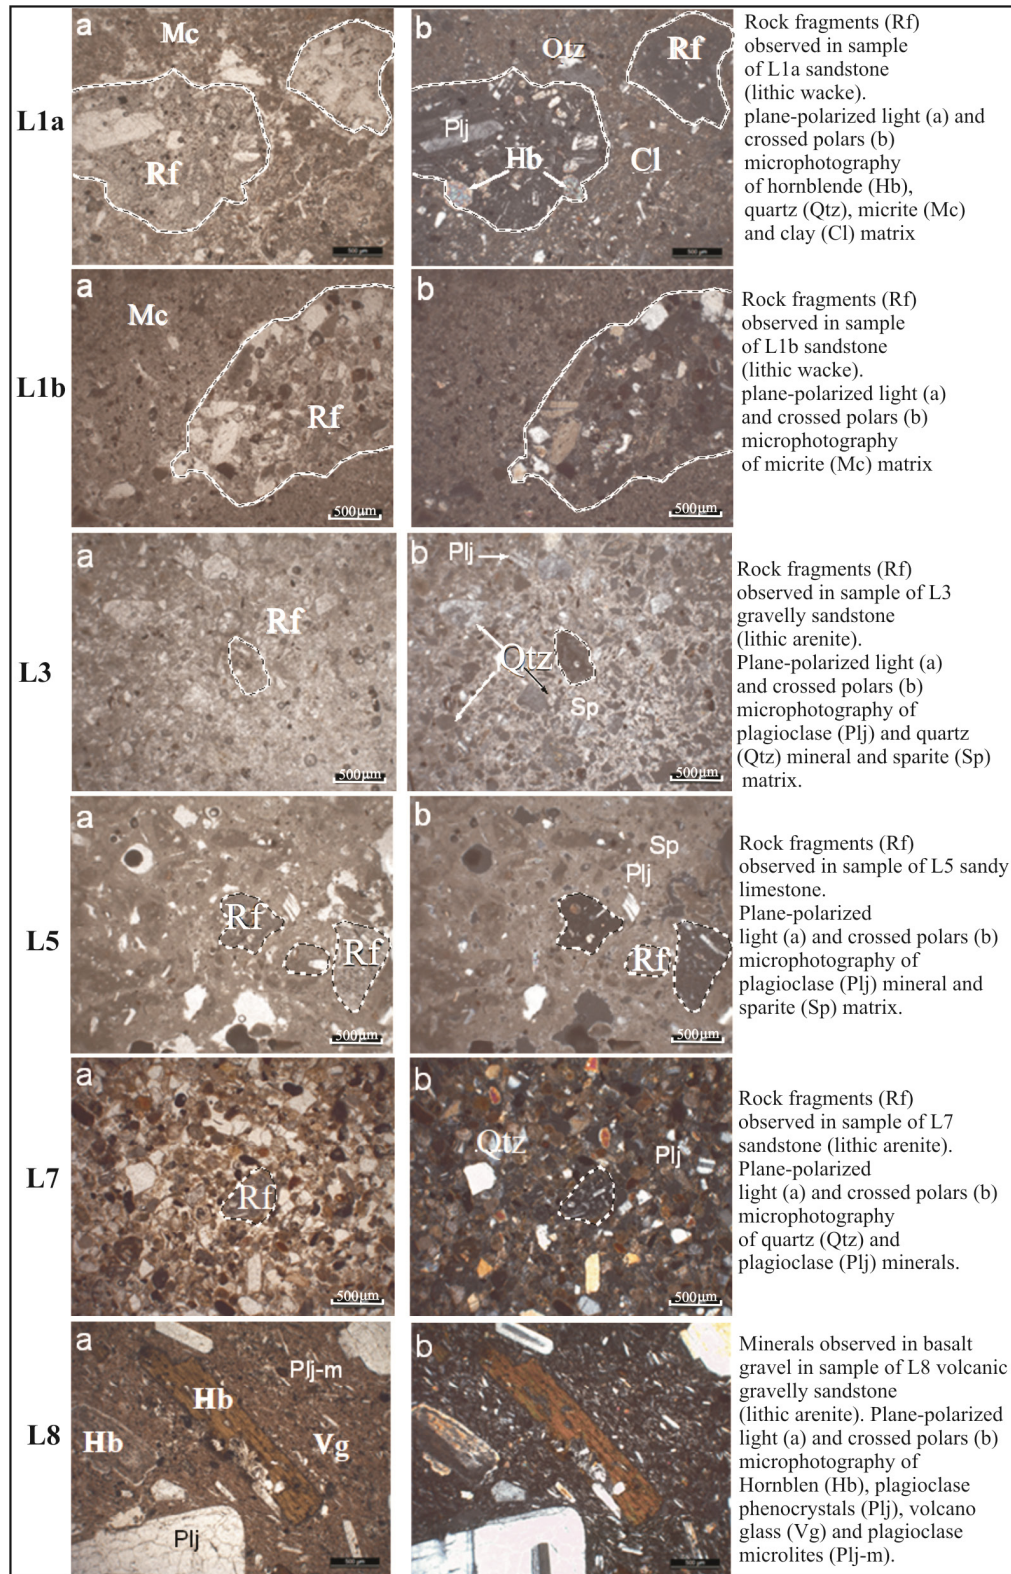 L1a
a
Mc
Rf
500 µm
b
Qtz
Rf
Plj
Hb
Cl
500 µm
Rock fragments (Rf)
observed in sample
of L1a sandstone
(lithic wacke).
plane-polarized light (a) and
crossed polars (b)
microphotography
of hornblende (Hb),
quartz (Qtz), micrite (Mc)
and clay (Cl) matrix
L1b
a
Mc
Rf
500µm
b
500µm
Rock fragments (Rf)
observed in sample
of L1b sandstone
(lithic wacke).
plane-polarized light (a)
and crossed polars (b)
microphotography
of micrite (Mc) matrix
L3
a
Rf
500µm
b
Plj
Qtz
Sp
500µm
Rock fragments (Rf)
observed in sample of L3
gravelly sandstone
(lithic arenite).
Plane-polarized light (a)
and crossed polars (b)
microphotography of
plagioclase (Plj) and quartz
(Qtz) mineral and sparite (Sp)
matrix.
L5
a
Rf
Rf
500µm
b
Sp
Plj
Rf
500µm
Rock fragments (Rf)
observed in sample of L5 sandy
limestone.
Plane-polarized
light (a) and crossed polars (b)
microphotography of
plagioclase (Plj) mineral and
sparite (Sp) matrix.
L7
a
Rf
500µm
b
Qtz
Plj
500µm
Rock fragments (Rf)
observed in sample of L7
sandstone (lithic arenite).
Plane-polarized
light (a) and crossed polars (b)
microphotography
of quartz (Qtz) and
plagioclase (Plj) minerals.
L8
a
Plj-m
Hb
Hb
Vg
Plj
500 µm
b
500 µm
Minerals observed in basalt
gravel in sample of L8 volcanic
gravelly sandstone
(lithic arenite). Plane-polarized
light (a) and crossed polars (b)
microphotography of
Hornblen (Hb), plagioclase
phenocrystals (Plj), volcano
glass (Vg) and plagioclase
microlites (Plj-m).